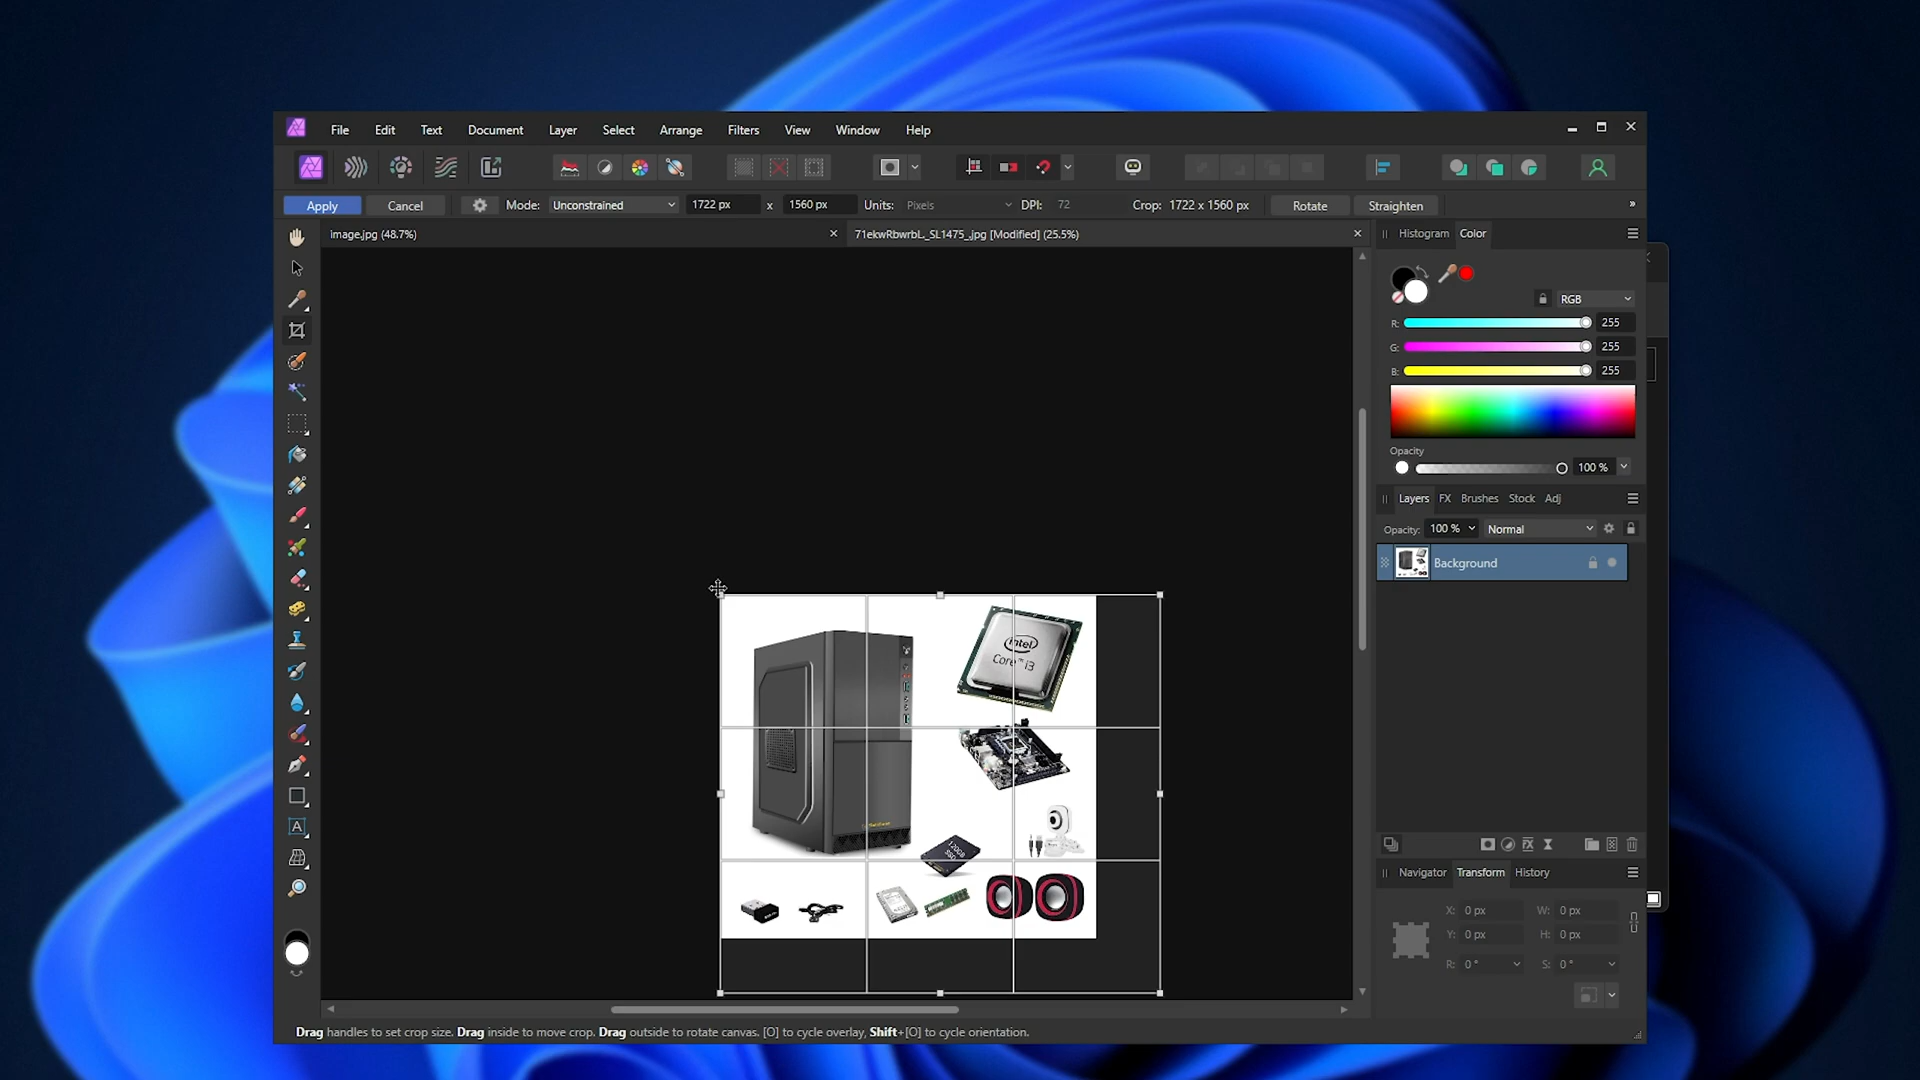 File Edit Text Document Layer Select Arrange Filters View Window Help
Apply Cancel Mode: Unconstrained 1722 px x 1560 px Units: Pixels DPI: 72 Crop: 1722 x 1560 px Rotate Straighten »
image.jpg (48.7%) 71ekwRbwrbL._SL1475_.jpg [Modified] (25.5%)
Histogram Color
RGB
R: 255
G: 255
B: 255
Opacity
100 %
Layers FX Brushes Stock Adj
Opacity: 100 % Normal
Background
intel
Core™ i3
120GB
SSD
Navigator Transform History
X: 0 px W: 0 px
Y: 0 px H: 0 px
R: 0 ° S: 0 °
Drag handles to set crop size. Drag inside to move crop. Drag outside to rotate canvas. [O] to cycle overlay, Shift+[O] to cycle orientation.